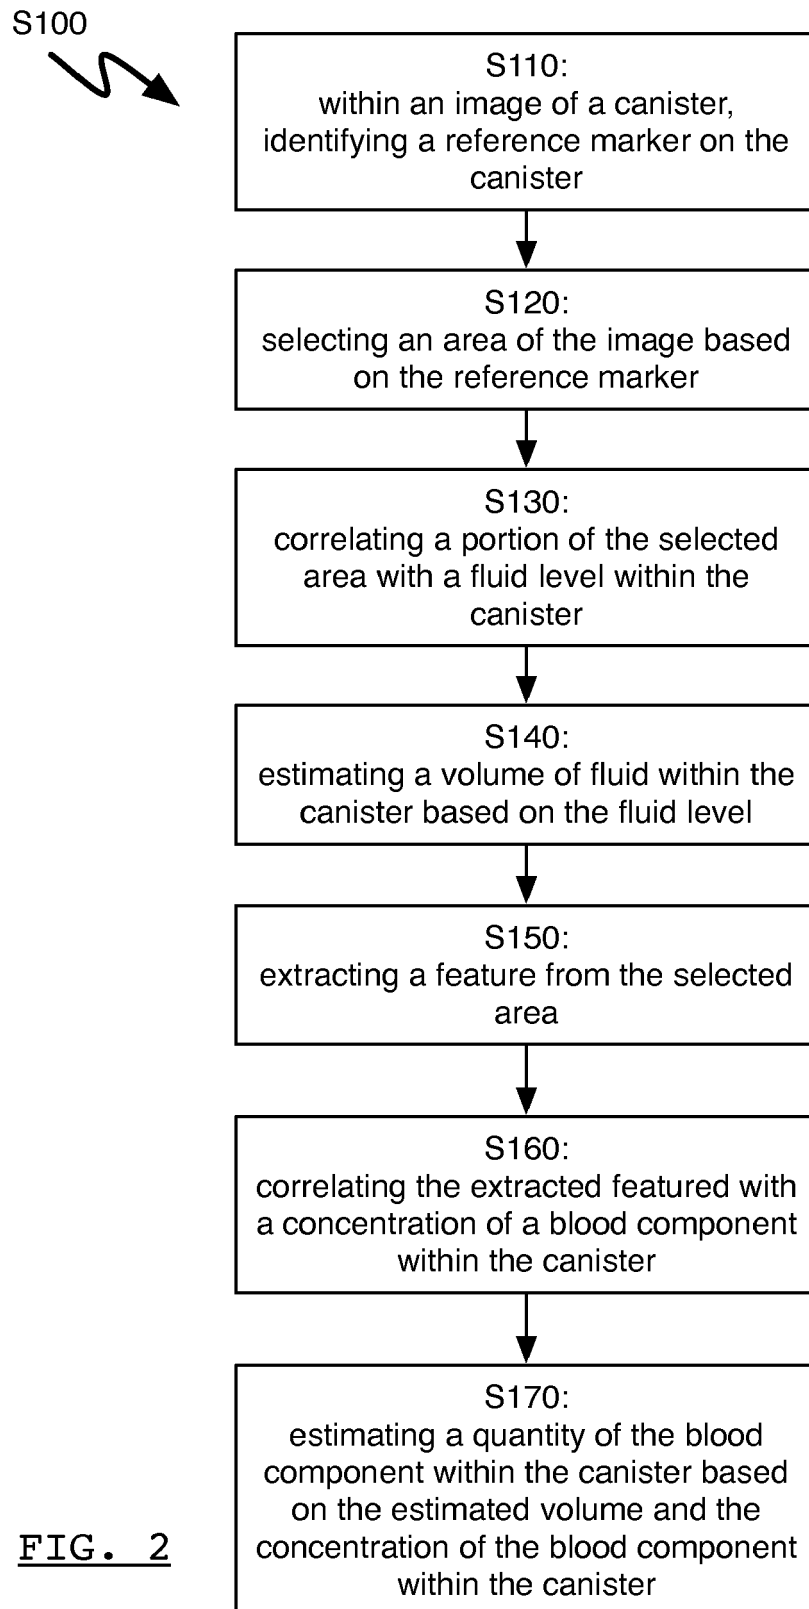 S100
S110:
within an image of a canister,
identifying a reference marker on the
canister
S120:
selecting an area of the image based
on the reference marker
S130:
correlating a portion of the selected
area with a fluid level within the
canister
S140:
estimating a volume of fluid within the
canister based on the fluid level
S150:
extracting a feature from the selected
area
S160:
correlating the extracted featured with
a concentration of a blood component
within the canister
S170:
estimating a quantity of the blood
component within the canister based
on the estimated volume and the
concentration of the blood component
within the canister
FIG. 2